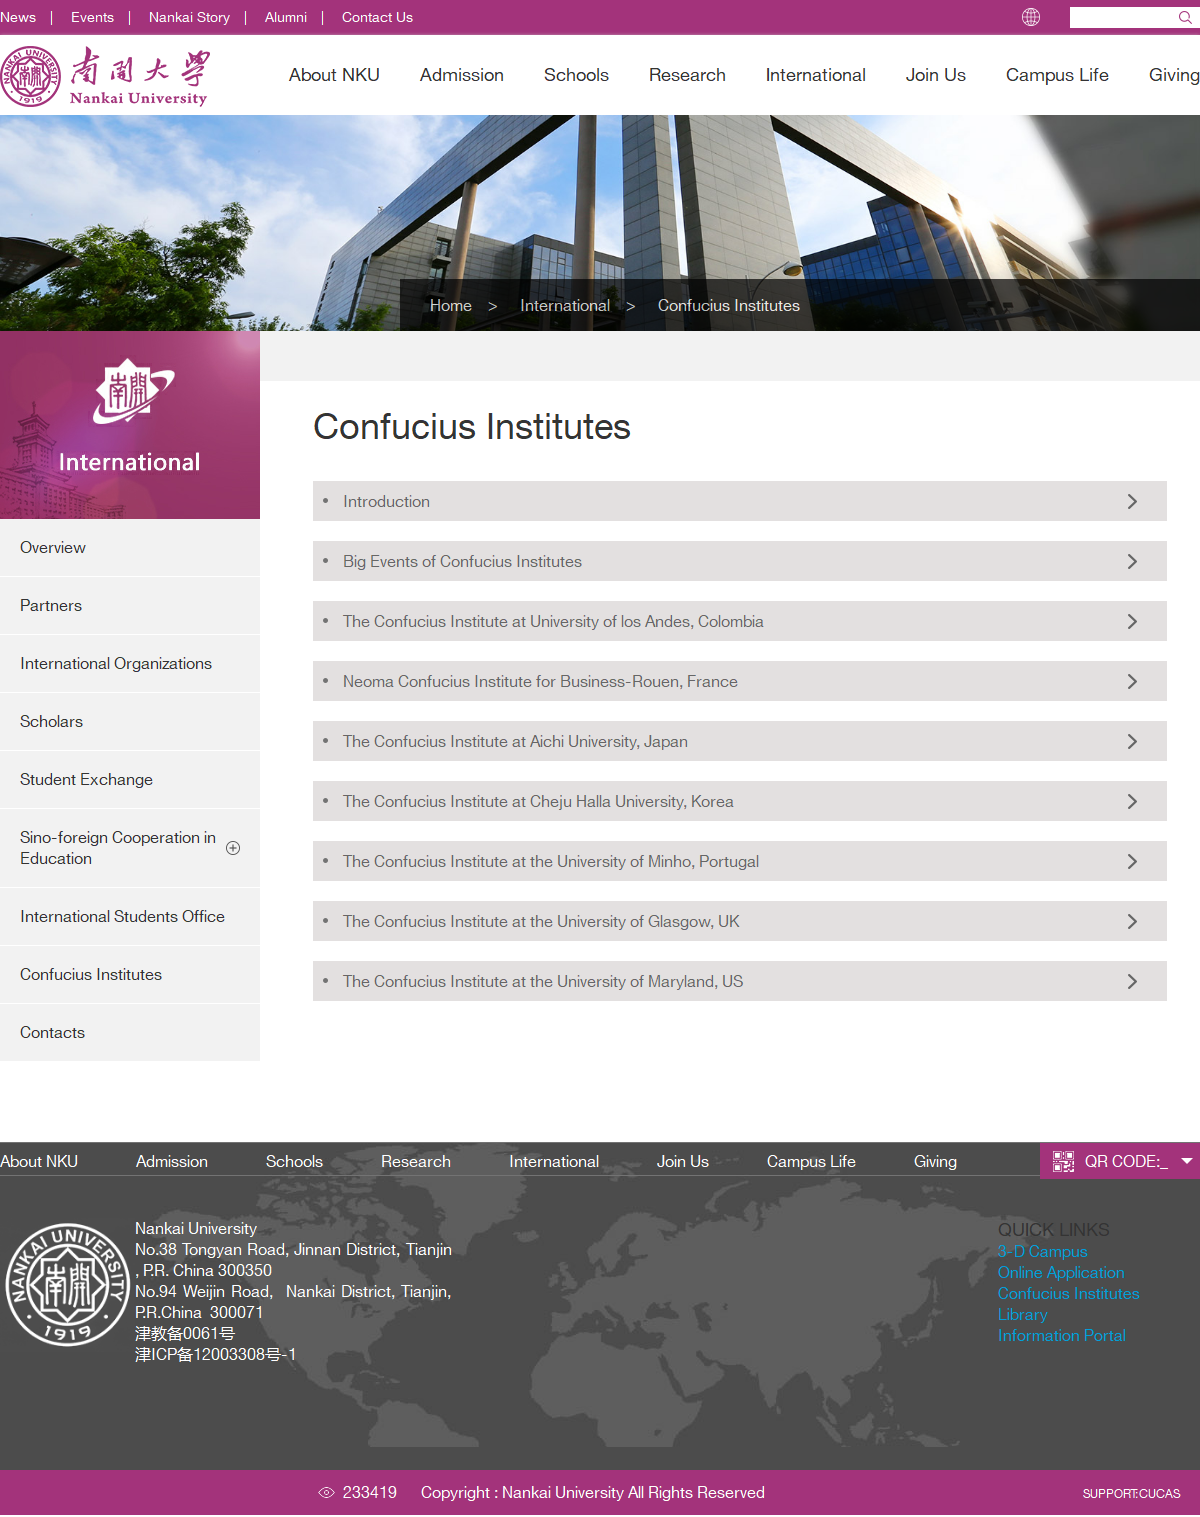 News | Events | Nankai Story | Alumni | Contact Us
NANKAI UNIVERSITY 1919
南開大學
Nankai University
About NKU Admission Schools Research International Join Us Campus Life Giving
Home > International > Confucius Institutes
南開
International
Overview
Partners
International Organizations
Scholars
Student Exchange
Sino-foreign Cooperation in
Education
International Students Office
Confucius Institutes
Contacts
Confucius Institutes
• Introduction
• Big Events of Confucius Institutes
• The Confucius Institute at University of los Andes, Colombia
• Neoma Confucius Institute for Business-Rouen, France
• The Confucius Institute at Aichi University, Japan
• The Confucius Institute at Cheju Halla University, Korea
• The Confucius Institute at the University of Minho, Portugal
• The Confucius Institute at the University of Glasgow, UK
• The Confucius Institute at the University of Maryland, US
About NKU Admission Schools Research International Join Us Campus Life Giving QR CODE:_
NANKAI UNIVERSITY
南開
· 1919 ·
Nankai University
No.38 Tongyan Road, Jinnan District, Tianjin
, P.R. China 300350
No.94 Weijin Road, Nankai District, Tianjin,
P.R.China 300071
津教备0061号
津ICP备12003308号-1
QUICK LINKS
3-D Campus
Online Application
Confucius Institutes
Library
Information Portal
233419 Copyright : Nankai University All Rights Reserved
SUPPORT:CUCAS